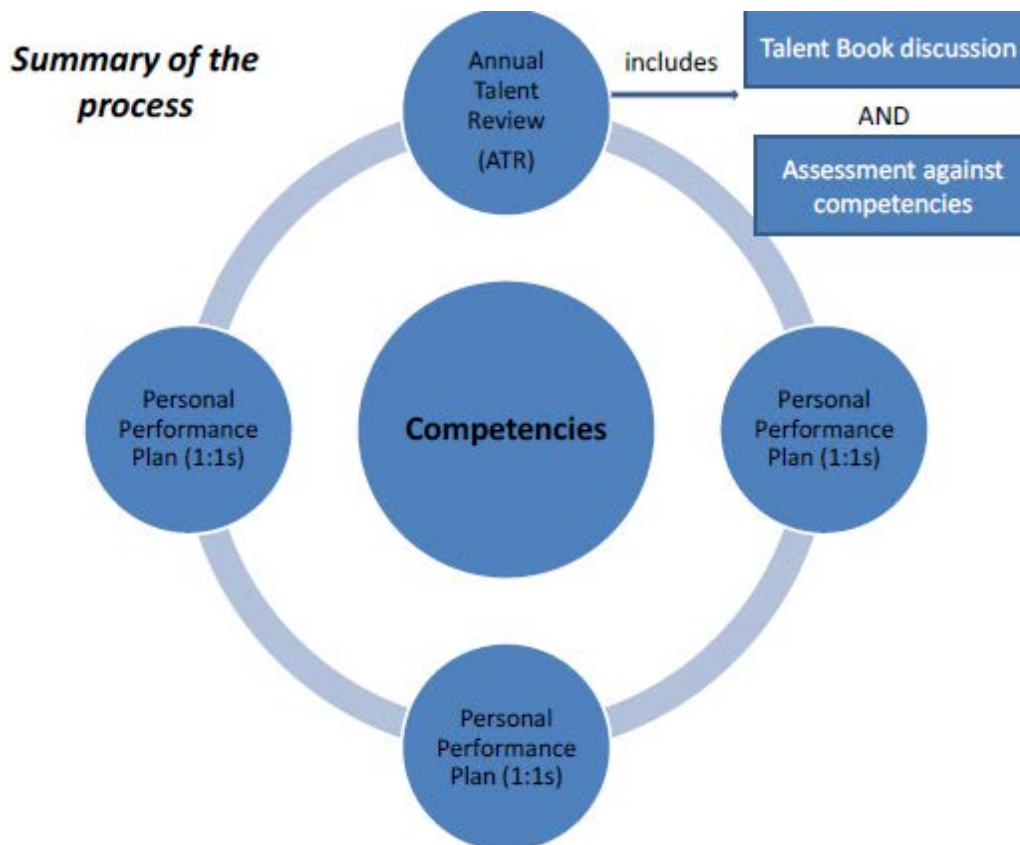 Summary of the
process
Annual
Talent
Review
(ATR)
includes
Talent Book discussion
AND
Assessment against
competencies
Personal
Performance
Plan (1:1s)
Competencies
Personal
Performance
Plan (1:1s)
Personal
Performance
Plan (1:1s)